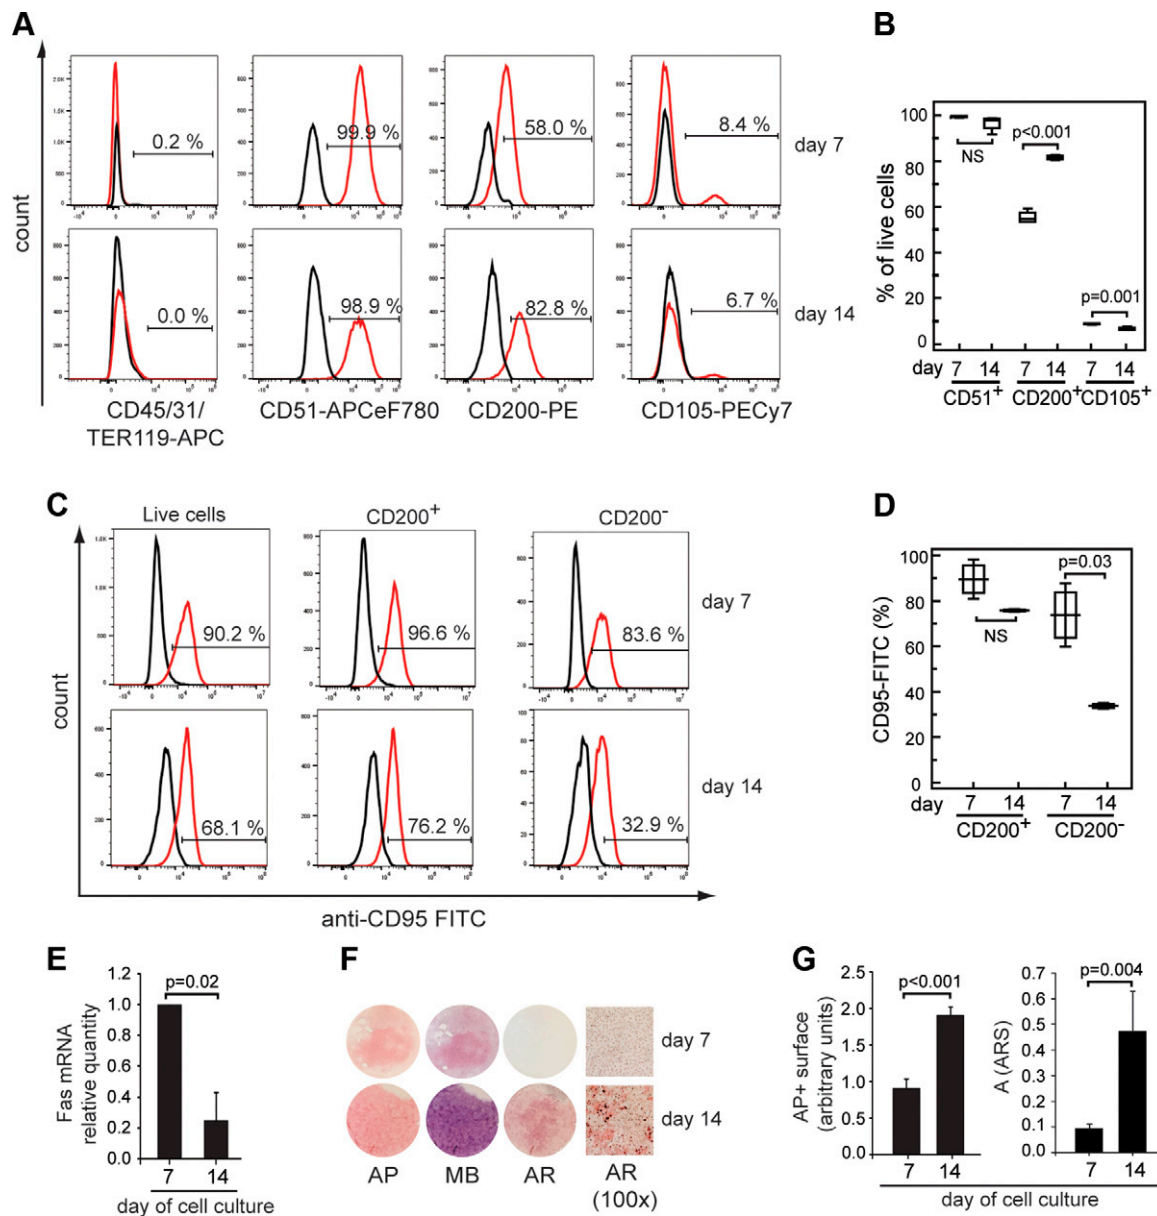 A
B
2.0K
1.5K
1.0K
500
0
0.2 %
99.9 %
58.0 %
8.4 %
day 7
0.0 %
98.9 %
82.8 %
6.7 %
day 14
count
CD45/31/
TER119-APC
CD51-APCeF780
CD200-PE
CD105-PECy7
% of live cells
100
80
60
40
20
0
p<0.001
NS
p=0.001
day 7 14 7 14 7 14
CD51+ CD200+ CD105+
C
D
Live cells
CD200+
CD200-
90.2 %
96.6 %
83.6 %
day 7
68.1 %
76.2 %
32.9 %
day 14
count
anti-CD95 FITC
CD95-FITC (%)
100
80
60
40
20
0
p=0.03
NS
day 7 14 7 14
CD200+ CD200-
E
F
G
Fas mRNA
relative quantity
1.2
1.0
0.8
0.6
0.4
0.2
0.0
p=0.02
7 14
day of cell culture
day 7
day 14
AP MB AR AR
(100x)
AP+ surface
(arbitrary units)
2.5
2.0
1.5
1.0
0.5
0.0
p<0.001
7 14
A (ARS)
0.7
0.6
0.5
0.4
0.3
0.2
0.1
0.0
p=0.004
7 14
day of cell culture